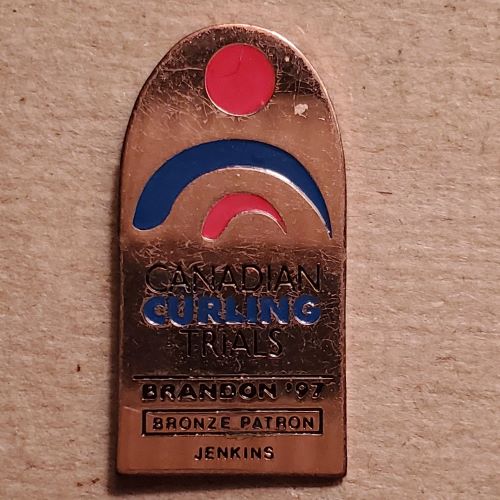 CANADIAN
CURLING
TRIALS
BRANDON '97
BRONZE PATRON
JENKINS